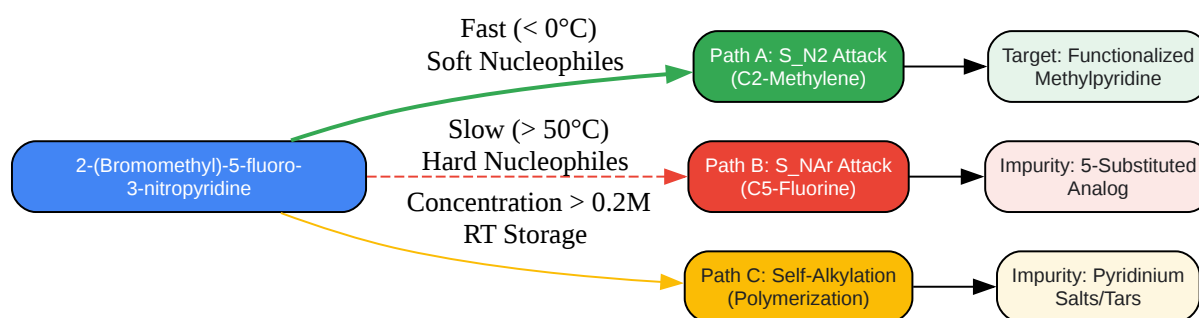 Fast (< 0°C)
Soft Nucleophiles
Path A: S_N2 Attack
(C2-Methylene)
Target: Functionalized
Methylpyridine
2-(Bromomethyl)-5-fluoro-
3-nitropyridine
Slow (> 50°C)
Hard Nucleophiles
Path B: S_NAr Attack
(C5-Fluorine)
Impurity: 5-Substituted
Analog
Concentration > 0.2M
RT Storage
Path C: Self-Alkylation
(Polymerization)
Impurity: Pyridinium
Salts/Tars